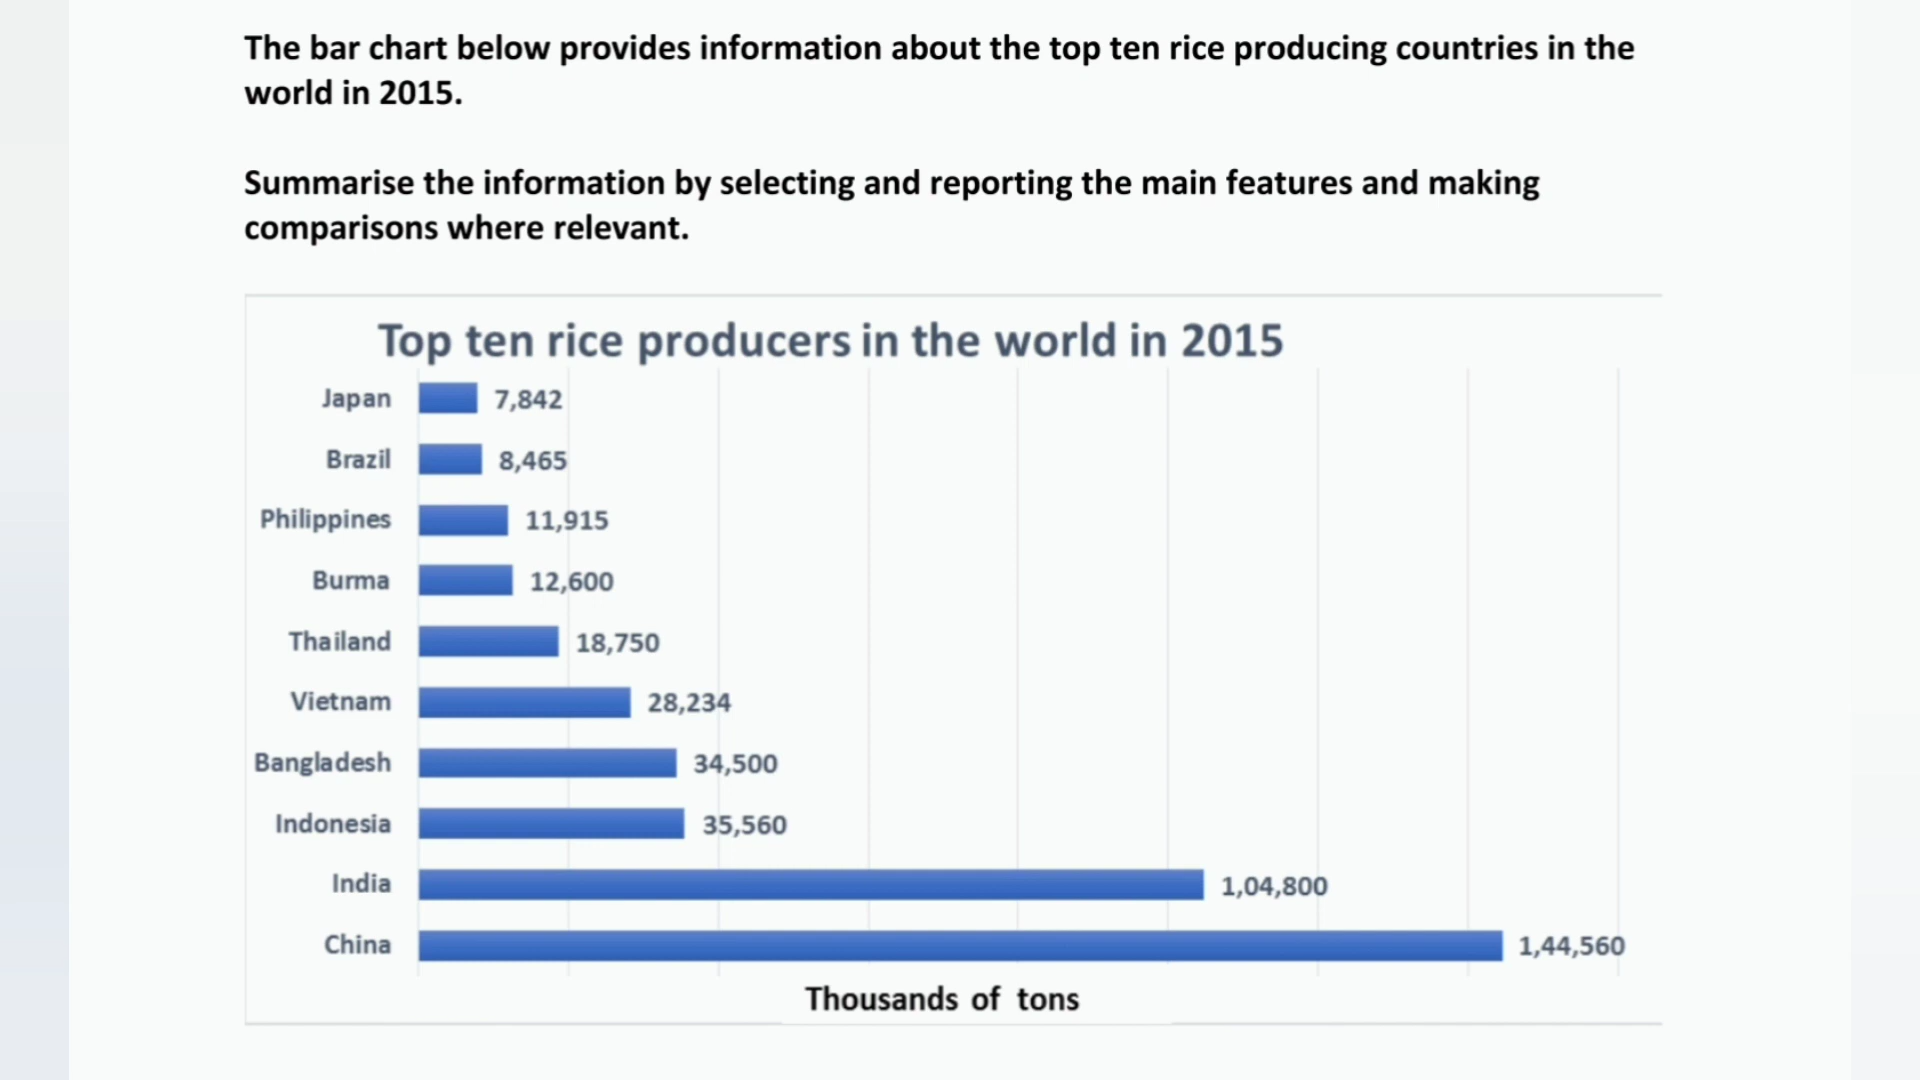 The bar chart below provides information about the top ten rice producing countries in the
world in 2015.
Summarise the information by selecting and reporting the main features and making
comparisons where relevant.
Top ten rice producers in the world in 2015
Japan 7,842
Brazil 8,465
Philippines 11,915
Burma 12,600
Thailand 18,750
Vietnam 28,234
Bangladesh 34,500
Indonesia 35,560
India 1,04,800
China 1,44,560
Thousands of tons